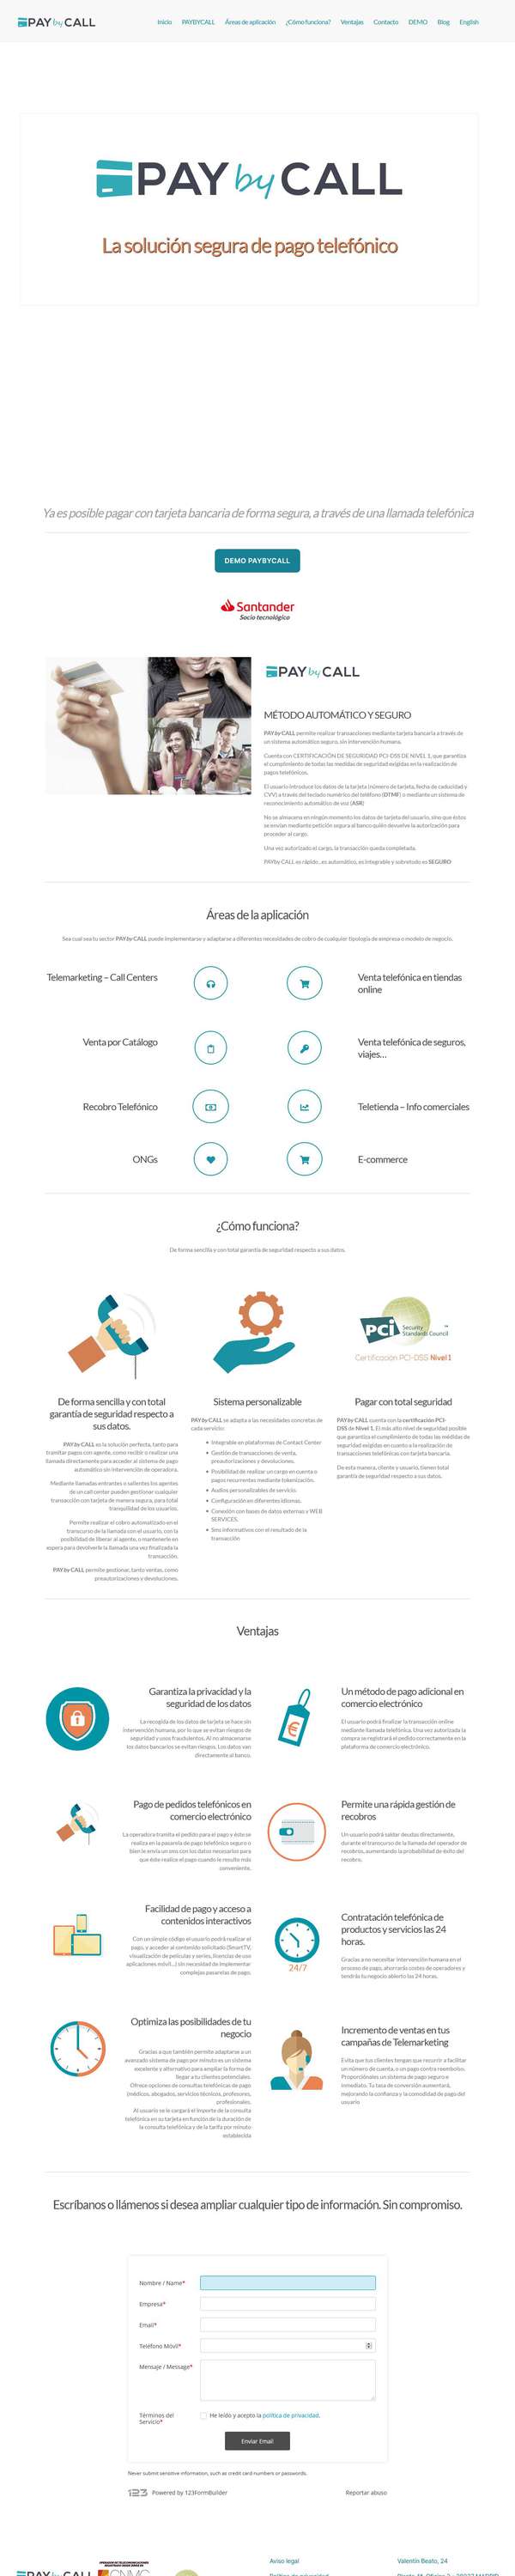 PAY by CALL
Inicio PAYBYCALL Áreas de aplicación ¿Cómo funciona? Ventajas Contacto DEMO Blog English
PAY by CALL
La solución segura de pago telefónico
Ya es posible pagar con tarjeta bancaria de forma segura, a través de una llamada telefónica
DEMO PAYBYCALL
Santander
Socio tecnológico
PAY by CALL
MÉTODO AUTOMÁTICO Y SEGURO
PAY by CALL permite realizar transacciones mediante tarjeta bancaria a través de
un sistema automático seguro, sin intervención humana.
Cuenta con CERTIFICACIÓN DE SEGURIDAD PCI-DSS DE NIVEL 1, que garantiza
el cumplimiento de todas las medidas de seguridad exigidas en la realización de
pagos telefónicos.
El usuario introduce los datos de la tarjeta (número de tarjeta, fecha de caducidad y
CVV) a través del teclado numérico del teléfono (DTMF) o mediante un sistema de
reconocimiento automático de voz (ASR)
No se almacena en ningún momento los datos de tarjeta del usuario, sino que éstos
se envían mediante petición segura al banco quién devuelve la autorización para
proceder al cargo.
Una vez autorizado el cargo, la transacción queda completada.
PAYby CALL es rápido , es automático, es integrable y sobretodo es SEGURO
Áreas de la aplicación
Sea cual sea tu sector PAY by CALL puede implementarse y adaptarse a diferentes necesidades de cobro de cualquier tipología de empresa o modelo de negocio.
Telemarketing – Call Centers
Venta telefónica en tiendas
online
Venta por Catálogo
Venta telefónica de seguros,
viajes…
Recobro Telefónico
Teletienda – Info comerciales
ONGs
E-commerce
¿Cómo funciona?
De forma sencilla y con total garantía de seguridad respecto a sus datos.
PCI Security
Standards Council
Certificación PCI-DSS Nivel 1
De forma sencilla y con total
garantía de seguridad respecto a
sus datos.
PAY by CALL es la solución perfecta, tanto para
tramitar pagos con agente, como recibir o realizar una
llamada directamente para acceder al sistema de pago
automático sin intervención de operadora.
Mediante llamadas entrantes o salientes los agentes
de un call center pueden gestionar cualquier
transacción con tarjeta de manera segura, para total
tranquilidad de los usuarios.
Permite realizar el cobro automatizado en el
transcurso de la llamada con el usuario, con la
posibilidad de liberar al agente, o mantenerle en
espera para devolverle la llamada una vez finalizada la
transacción.
PAY by CALL permite gestionar, tanto ventas, como
preautorizaciones y devoluciones.
Sistema personalizable
PAY by CALL se adapta a las necesidades concretas de
cada servicio:
Integrable en plataformas de Contact Center
Gestión de transacciones de venta,
preautorizaciones y devoluciones.
Posibilidad de realizar un cargo en cuenta o
pagos recurrentes mediante tokenización.
Audios personalizables de servicio.
Configuración en diferentes idiomas.
Conexión con bases de datos externas e WEB
SERVICES.
Sms informativos con el resultado de la
transacción
Pagar con total seguridad
PAY by CALL cuenta con la certificación PCI-
DSS de Nivel 1. El más alto nivel de seguridad posible
que garantiza el cumplimiento de todas las medidas de
seguridad exigidas en cuanto a la realización de
transacciones telefónicas con tarjeta bancaria.
De esta manera, cliente y usuario, tienen total
garantía de seguridad respecto a sus datos.
Ventajas
Garantiza la privacidad y la
seguridad de los datos
La recogida de los datos de tarjeta se hace sin
intervención humana, por lo que se evitan riesgos de
seguridad y usos fraudulentos. Al no almacenarse
los datos bancarios se evitan riesgos. Los datos van
directamente al banco.
Un método de pago adicional en
comercio electrónico
El usuario podrá finalizar la transacción online
mediante llamada telefónica. Una vez autorizada la
compra se registrará el pedido correctamente en la
plataforma de comercio electrónico.
Pago de pedidos telefónicos en
comercio electrónico
La operadora tramita el pedido para el pago y éste se
realiza en la pasarela de pago telefónico seguro o
bien le envía un sms con los datos necesarios para
que éste realice el pago cuando le resulte más
conveniente.
Permite una rápida gestión de
recobros
Un usuario podrá saldar deudas directamente,
durante el transcurso de la llamada del operador de
recobros, aumentando la probabilidad de éxito del
recobro.
Facilidad de pago y acceso a
contenidos interactivos
Con un simple código el usuario podrá realizar el
pago, y acceder al contenido solicitado (SmartTV,
visualización de películas y series, licencias de uso
aplicaciones móvil…) sin necesidad de implementar
complejas pasarelas de pago.
24/7
Contratación telefónica de
productos y servicios las 24
horas.
Gracias a no necesitar intervención humana en el
proceso de pago, ahorrarás costes de operadores y
tendrás tu negocio abierto las 24 horas.
Optimiza las posibilidades de tu
negocio
Gracias a que también permite adaptarse a un
avanzado sistema de pago por minuto es un sistema
excelente y alternativo para ampliar la forma de
llegar a tu clientes potenciales.
Ofrece opciones de consultas telefónicas de pago
(médicos, abogados, servicios técnicos, profesores,
profesionales.
Al usuario se le cargará el importe de la consulta
telefónica en su tarjeta en función de la duración de
la consulta telefónica y de la tarifa por minuto
establecida
Incremento de ventas en tus
campañas de Telemarketing
Evita que tus clientes tengan que recurrir a facilitar
un número de cuenta, o un pago contra reembolso.
Proporciónales un sistema de pago seguro e
inmediato. Tu tasa de conversión aumentará,
mejorando la confianza y la comodidad de pago del
usuario
Escríbanos o llámenos si desea ampliar cualquier tipo de información. Sin compromiso.
Nombre / Name*
Empresa*
Email*
Teléfono Móvil*
Mensaje / Message*
Términos del
Servicio*
He leído y acepto la política de privacidad.
Enviar Email
Never submit sensitive information, such as credit card numbers or passwords.
123 Powered by 123FormBuilder
Reportar abuso
Aviso legal
Valentín Beato, 24